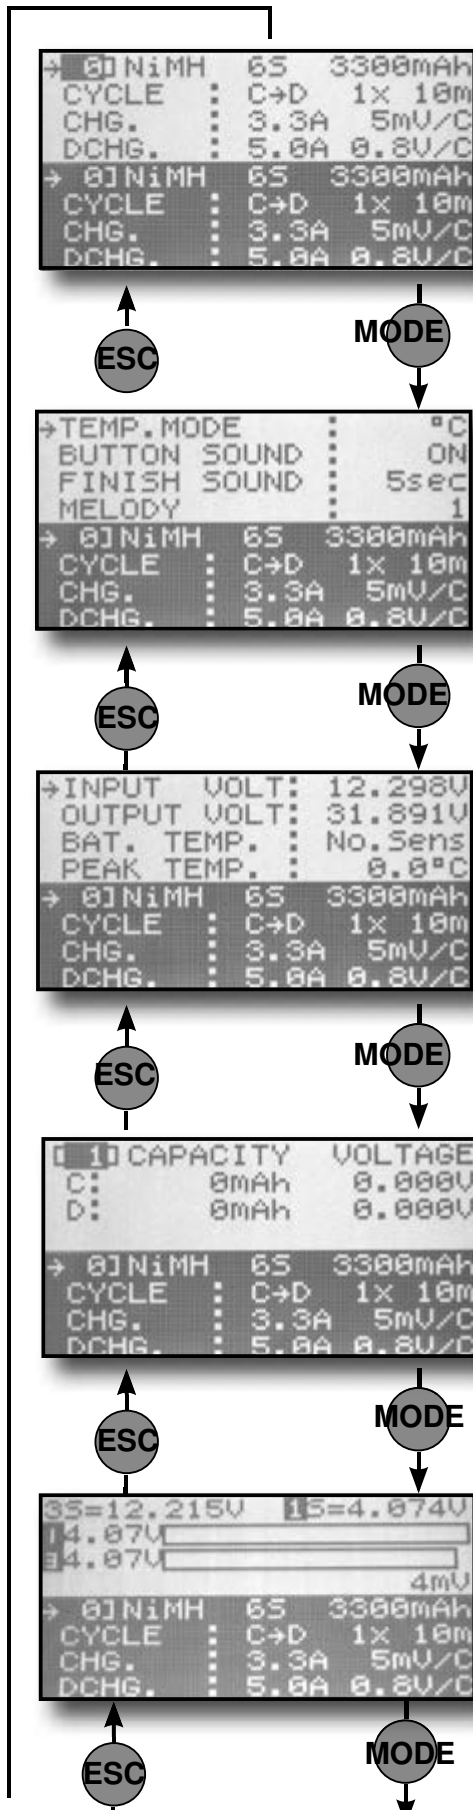 →[ 0] NiMH 6S 3300mAh
CYCLE : C→D 1× 10m
CHG. : 3.3A 5mV/C
DCHG. : 5.0A 0.8V/C
→ 0] NiMH 6S 3300mAh
CYCLE : C→D 1× 10m
CHG. : 3.3A 5mV/C
DCHG. : 5.0A 0.8V/C
ESC MODE
→TEMP.MODE : °C
BUTTON SOUND : ON
FINISH SOUND : 5sec
MELODY : 1
→ 0] NiMH 6S 3300mAh
CYCLE : C→D 1× 10m
CHG. : 3.3A 5mV/C
DCHG. : 5.0A 0.8V/C
ESC MODE
→INPUT VOLT: 12.298V
OUTPUT VOLT: 31.891V
BAT. TEMP. : No.Sens
PEAK TEMP. : 0.0°C
→ 0] NiMH 6S 3300mAh
CYCLE : C→D 1× 10m
CHG. : 3.3A 5mV/C
DCHG. : 5.0A 0.8V/C
ESC MODE
[ 1] CAPACITY VOLTAGE
C: 0mAh 0.000V
D: 0mAh 0.000V
→ 0] NiMH 6S 3300mAh
CYCLE : C→D 1× 10m
CHG. : 3.3A 5mV/C
DCHG. : 5.0A 0.8V/C
ESC MODE
3S=12.215V 1S=4.074V
1 4.07V
4.07V
4mV
→ 0] NiMH 6S 3300mAh
CYCLE : C→D 1× 10m
CHG. : 3.3A 5mV/C
DCHG. : 5.0A 0.8V/C
ESC MODE